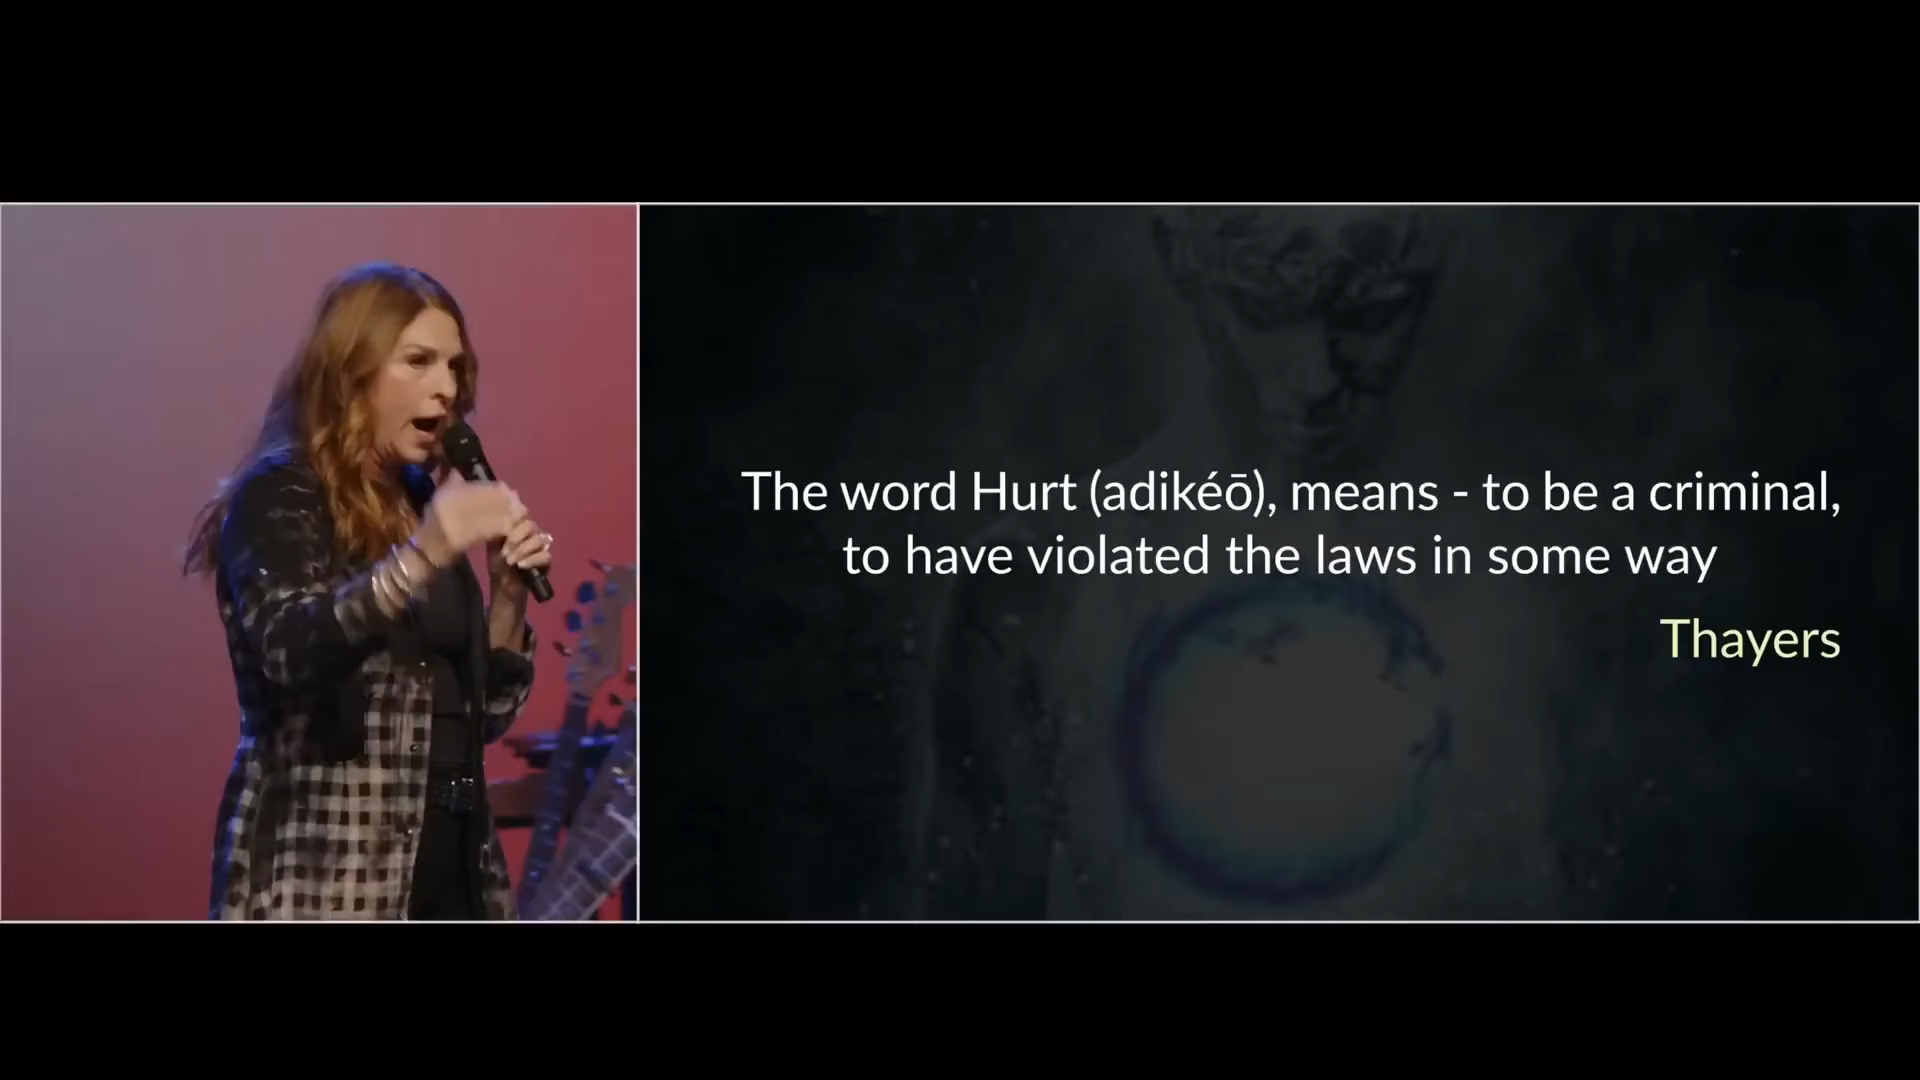 The word Hurt (adikéō), means - to be a criminal,
to have violated the laws in some way
Thayers